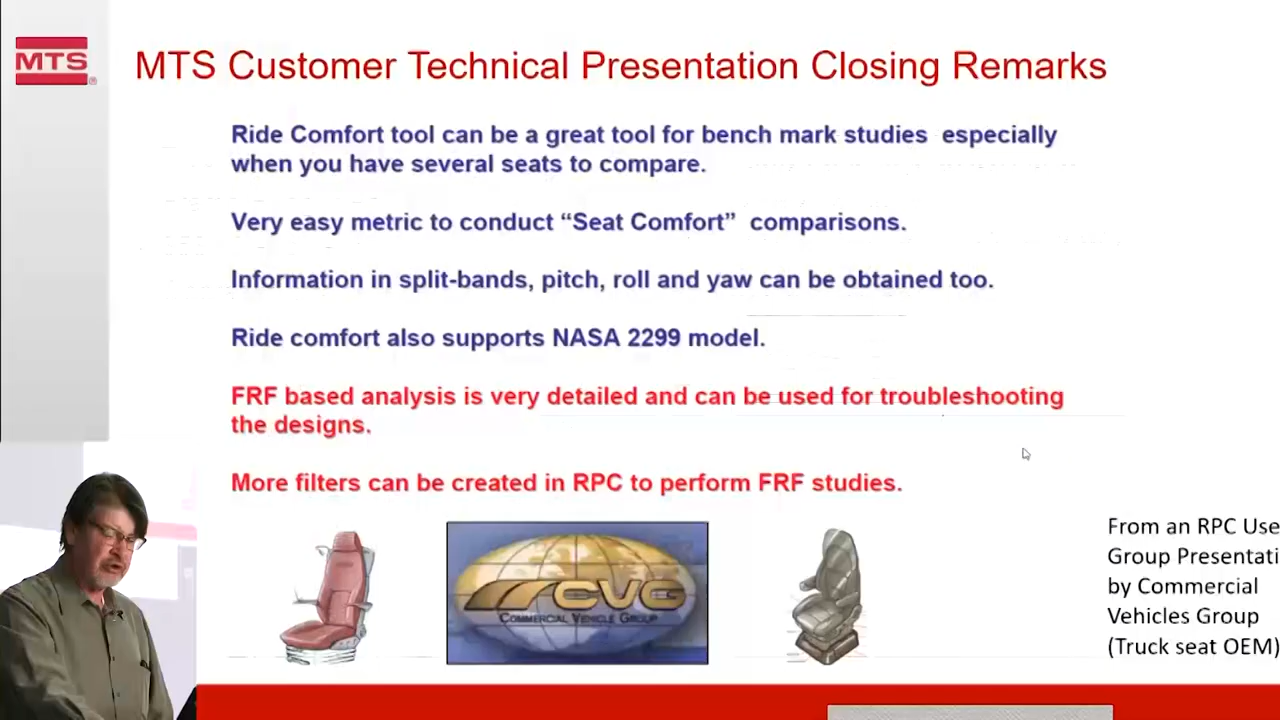 MTS
®
MTS Customer Technical Presentation Closing Remarks
Ride Comfort tool can be a great tool for bench mark studies especially
when you have several seats to compare.
Very easy metric to conduct “Seat Comfort” comparisons.
Information in split-bands, pitch, roll and yaw can be obtained too.
Ride comfort also supports NASA 2299 model.
FRF based analysis is very detailed and can be used for troubleshooting
the designs.
More filters can be created in RPC to perform FRF studies.
CVG
COMMERCIAL VEHICLE GROUP
From an RPC Use
Group Presentati
by Commercial
Vehicles Group
(Truck seat OEM)